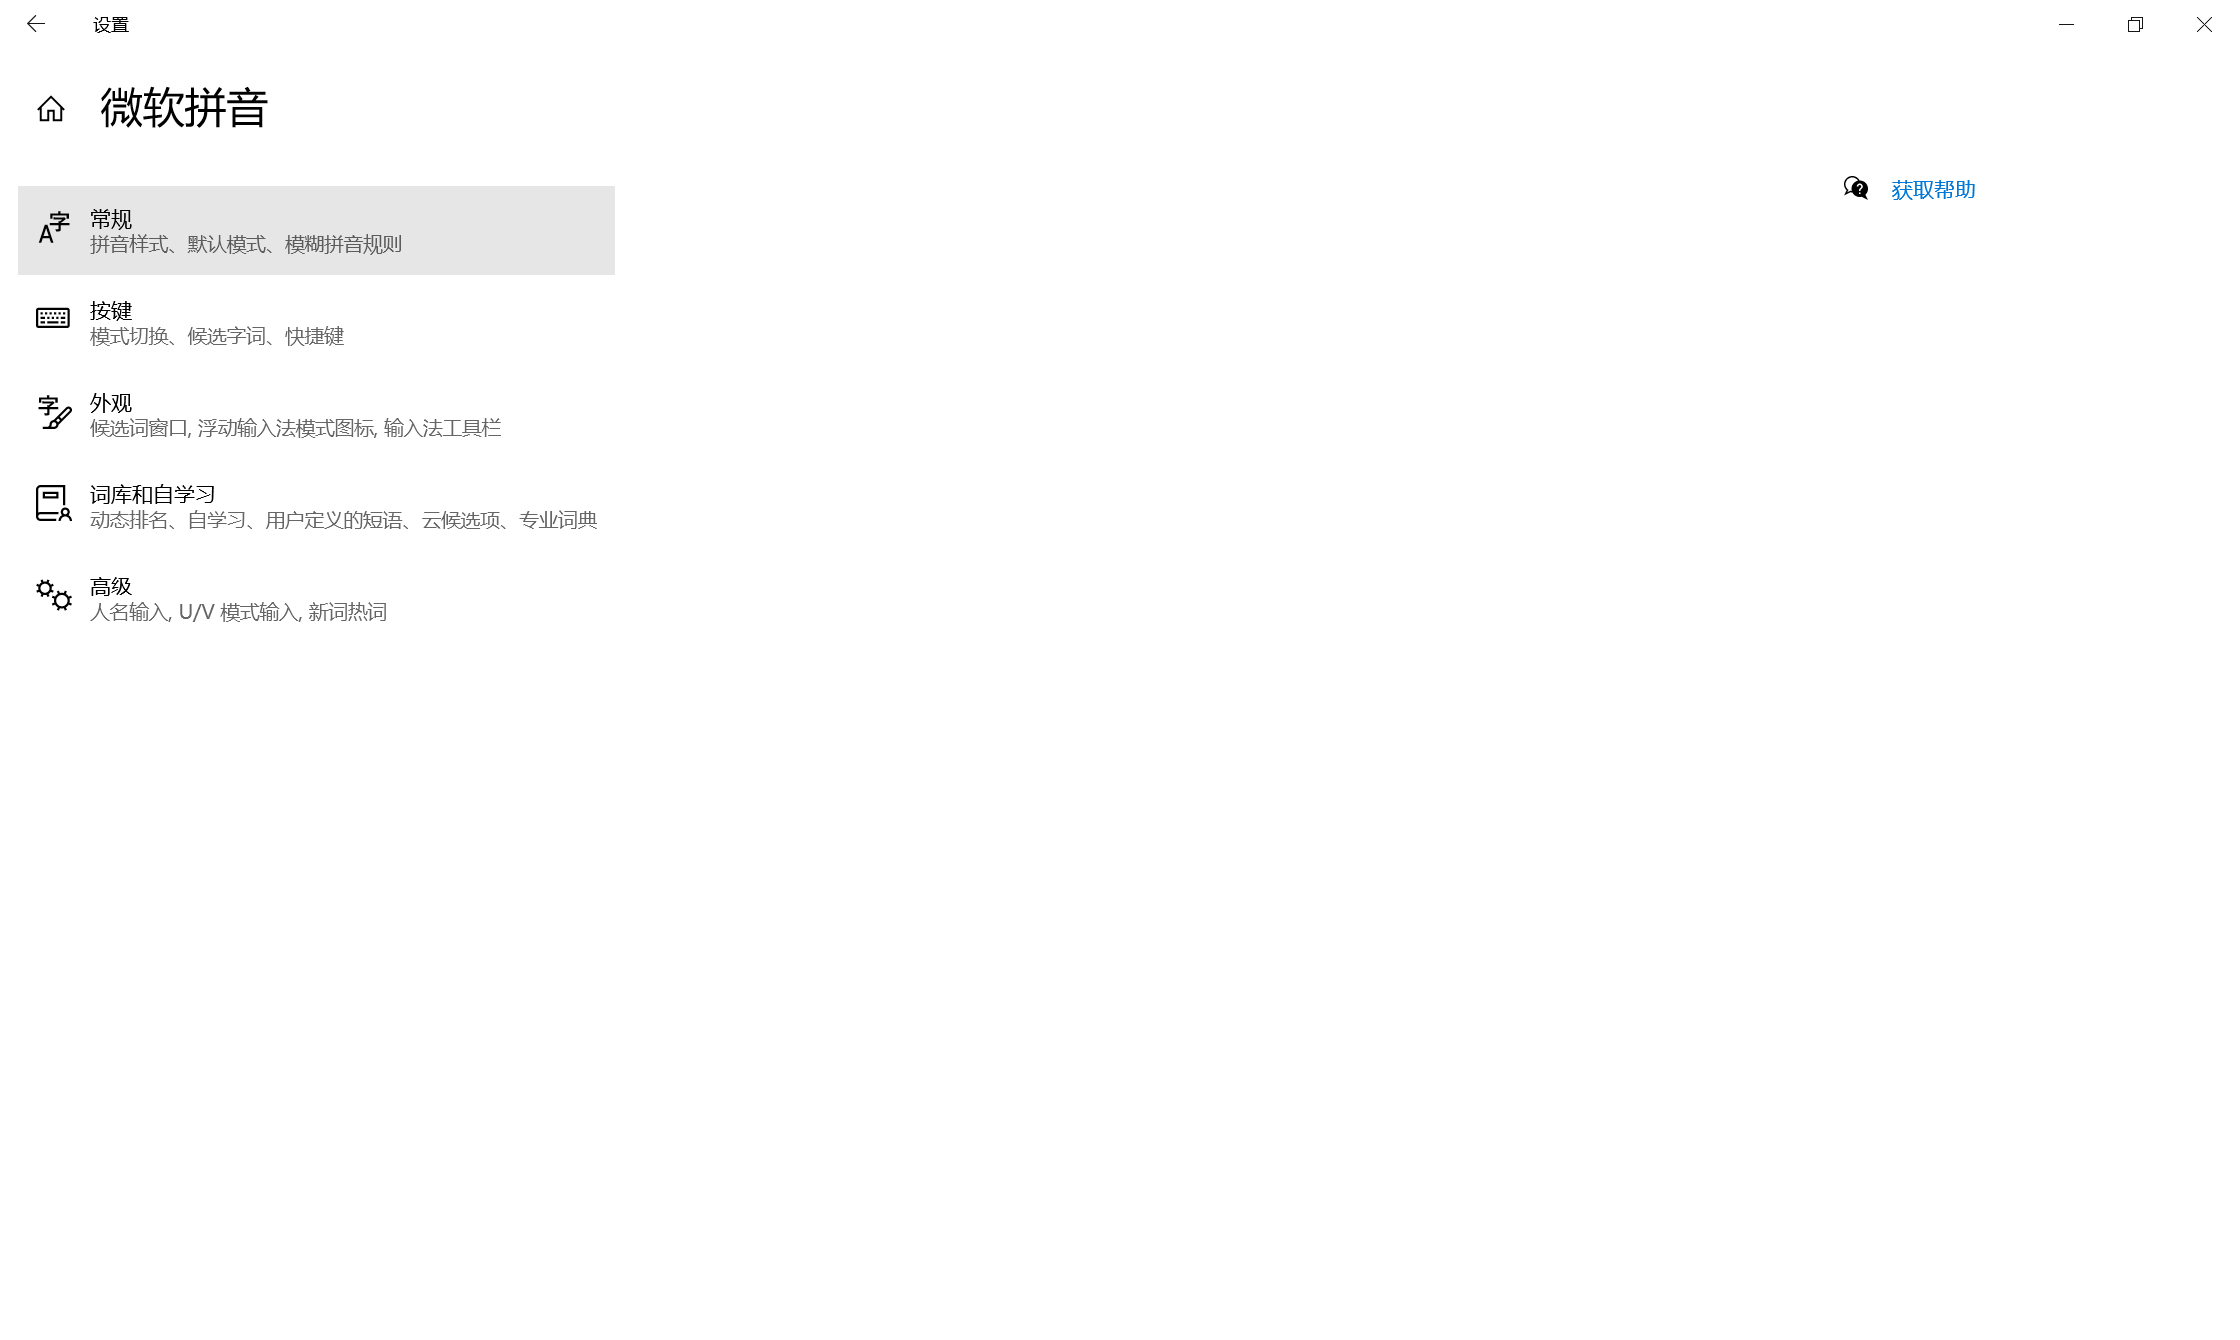 设置
微软拼音
常规
拼音样式、默认模式、模糊拼音规则
获取帮助
按键
模式切换、候选字词、快捷键
外观
候选词窗口, 浮动输入法模式图标, 输入法工具栏
词库和自学习
动态排名、自学习、用户定义的短语、云候选项、专业词典
高级
人名输入, U/V 模式输入, 新词热词